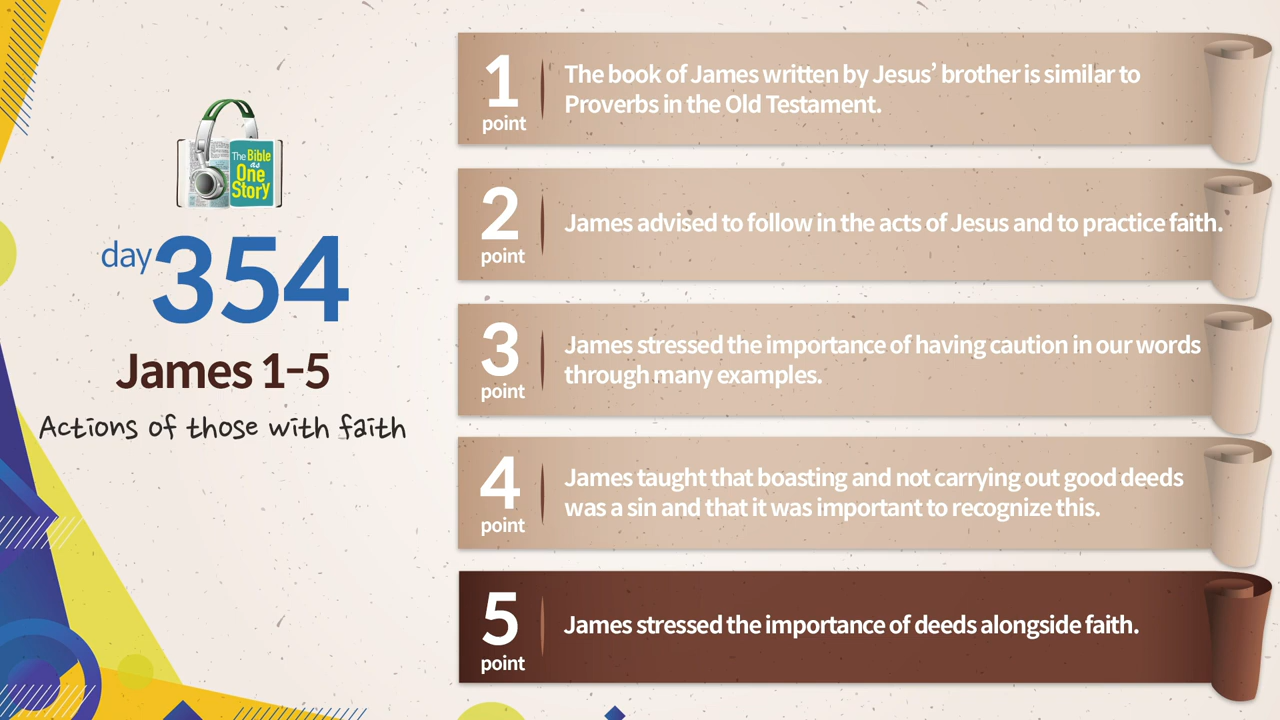 The Bible
as
One
Story
day354
James 1-5
Actions of those with faith
1
point
The book of James written by Jesus’ brother is similar to
Proverbs in the Old Testament.
2
point
James advised to follow in the acts of Jesus and to practice faith.
3
point
James stressed the importance of having caution in our words
through many examples.
4
point
James taught that boasting and not carrying out good deeds
was a sin and that it was important to recognize this.
5
point
James stressed the importance of deeds alongside faith.